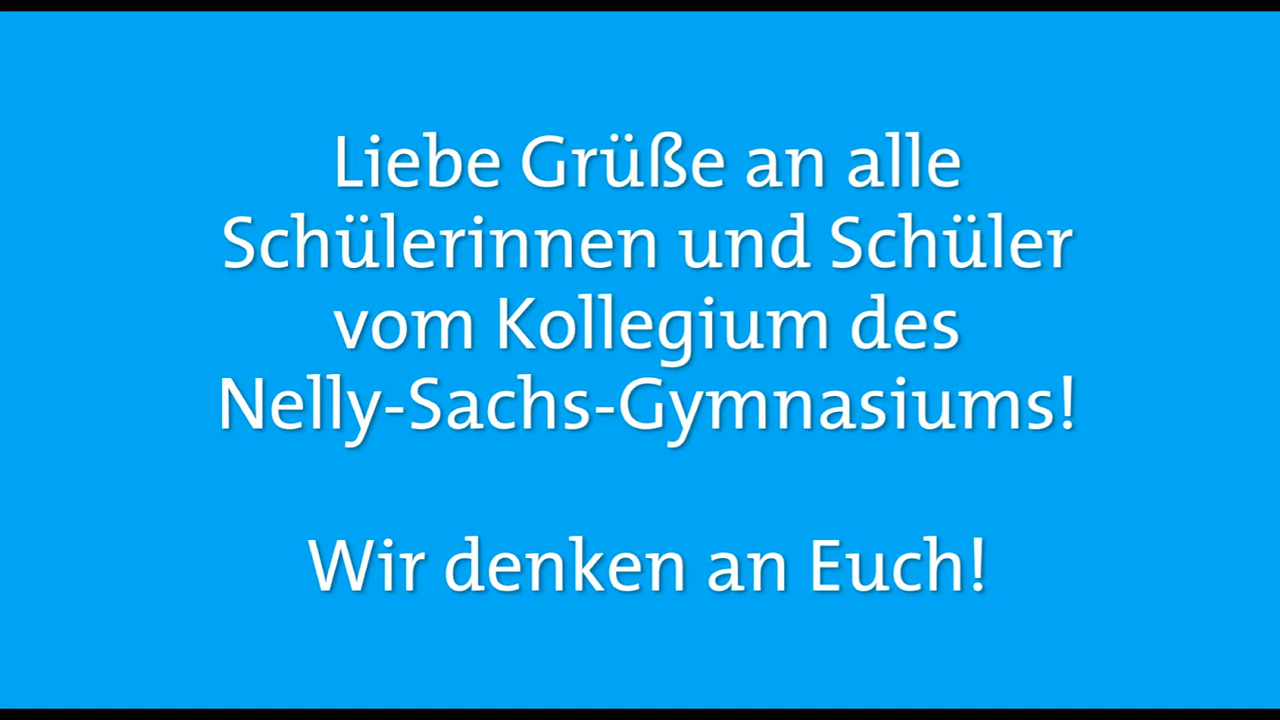 Liebe Grüße an alle
Schülerinnen und Schüler
vom Kollegium des
Nelly-Sachs-Gymnasiums!
Wir denken an Euch!